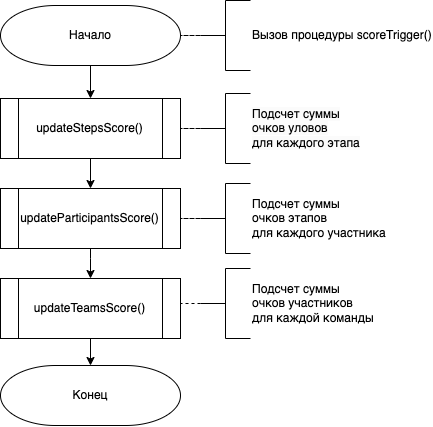 Начало
Вызов процедуры scoreTrigger()
updateStepsScore()
Подсчет суммы
очков уловов
для каждого этапа
updateParticipantsScore()
Подсчет суммы
очков этапов
для каждого участника
updateTeamsScore()
Подсчет суммы
очков участников
для каждой команды
Конец